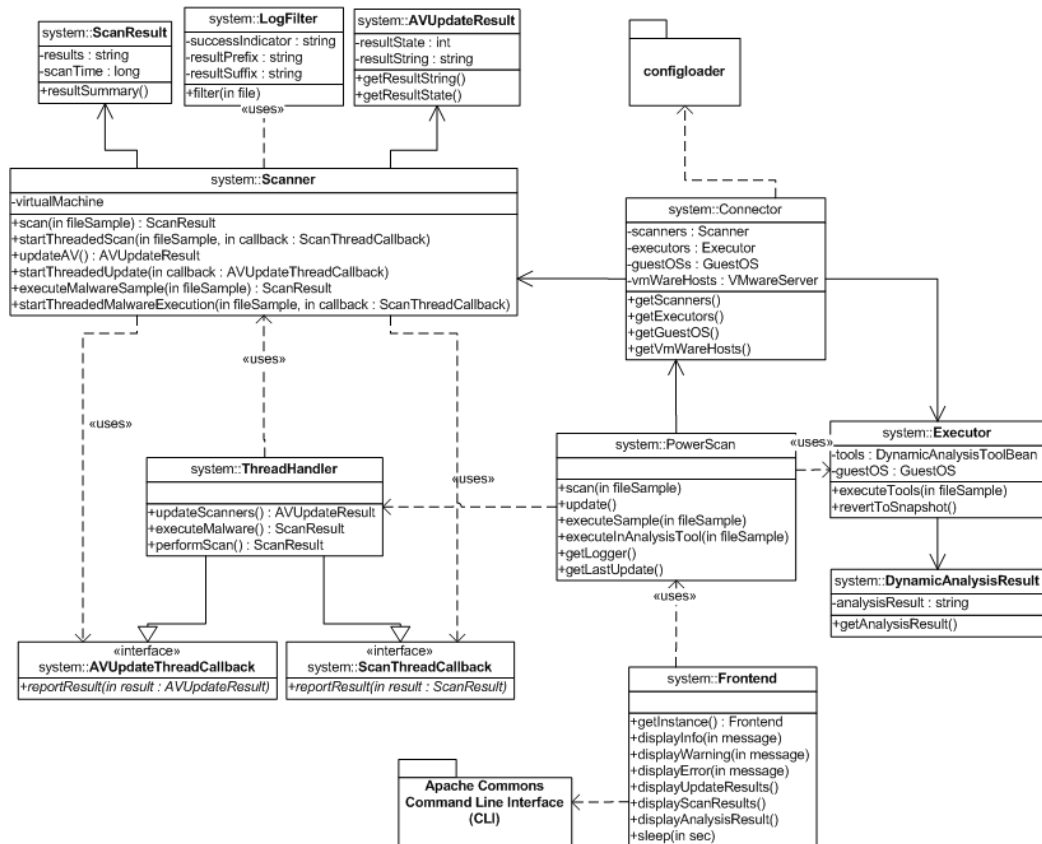 system::ScanResult
-results : string
-scanTime : long
+resultSummary()
system::LogFilter
-successIndicator : string
-resultPrefix : string
-resultSuffix : string
+filter(in file)
«uses»
system::AVUpdateResult
-resultState : int
-resultString : string
+getResultString()
+getResultState()
configloader
system::Scanner
-virtualMachine
+scan(in fileSample) : ScanResult
+startThreadedScan(in fileSample, in callback : ScanThreadCallback)
+updateAV() : AVUpdateResult
+startThreadedUpdate(in callback : AVUpdateThreadCallback)
+executeMalwareSample(in fileSample) : ScanResult
+startThreadedMalwareExecution(in fileSample, in callback : ScanThreadCallback)
system::Connector
-scanners : Scanner
-executors : Executor
-guestOSs : GuestOS
-vmWareHosts : VMwareServer
+getScanners()
+getExecutors()
+getGuestOS()
+getVmWareHosts()
«uses»
«uses»
«uses»
system::ThreadHandler
+updateScanners() : AVUpdateResult
+executeMalware() : ScanResult
+performScan() : ScanResult
system::PowerScan
+scan(in fileSample)
+update()
+executeSample(in fileSample)
+executeInAnalysisTool(in fileSample)
+getLogger()
+getLastUpdate()
«uses»
system::Executor
-tools : DynamicAnalysisToolBean
-guestOS : GuestOS
+executeTools(in fileSample)
+revertToSnapshot()
system::DynamicAnalysisResult
-analysisResult : string
+getAnalysisResult()
«uses»
«interface»
system::AVUpdateThreadCallback
+reportResult(in result : AVUpdateResult)
«interface»
system::ScanThreadCallback
+reportResult(in result : ScanResult)
system::Frontend
+getInstance() : Frontend
+displayInfo(in message)
+displayWarning(in message)
+displayError(in message)
+displayUpdateResults()
+displayScanResults()
+displayAnalysisResult()
+sleep(in sec)
Apache Commons
Command Line Interface
(CLI)